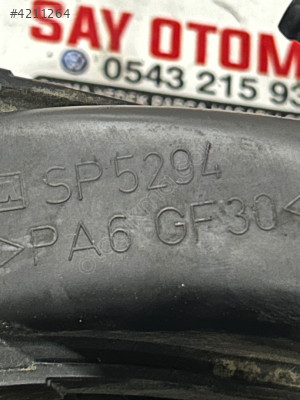 #4211264
SAY OTOM
0543 215 93
SP5294
>PA6 GF30<